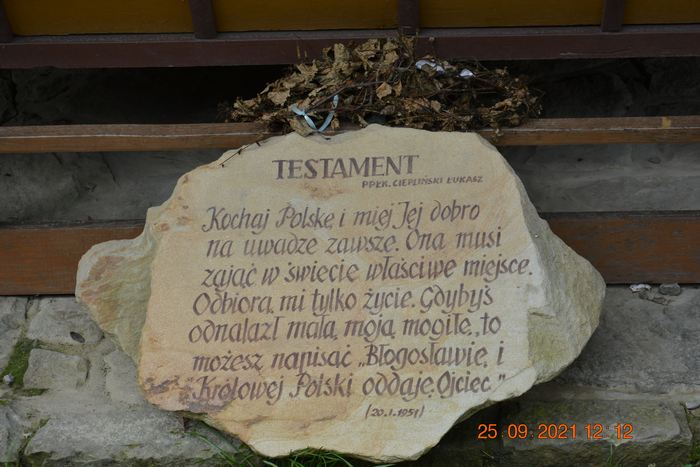 TESTAMENT
PPŁK. CIEPLIŃSKI ŁUKASZ
Kochaj Polskę, i miej Jej dobro
na uwadze zawsze. Ona musi
zająć w świecie właściwe miejsce.
Odbiorą mi tylko życie. Gdybyś
odnalazł małą moją mogiłę, to
możesz napisać „Błogosławię i
Królowej Polski oddaję. Ojciec."
(20.I.1951)
25 09 2021 12 12